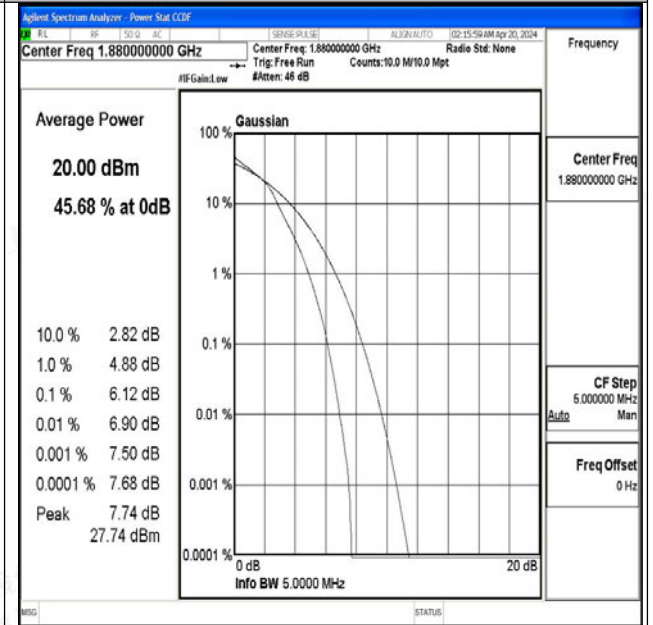 Agilent Spectrum Analyzer - Power Stat CCDF
RL RF 50 Ω AC SENSE:PULSE ALIGN AUTO 02:15:59 AM Apr 20, 2024
Center Freq 1.880000000 GHz
Center Freq: 1.880000000 GHz Radio Std: None
Trig: Free Run Counts:10.0 M/10.0 Mpt
#IFGain:Low #Atten: 46 dB
Frequency
Average Power
20.00 dBm
45.68 % at 0dB
10.0 % 2.82 dB
1.0 % 4.88 dB
0.1 % 6.12 dB
0.01 % 6.90 dB
0.001 % 7.50 dB
0.0001 % 7.68 dB
Peak 7.74 dB
27.74 dBm
Gaussian
100 %
10 %
1 %
0.1 %
0.01 %
0.001 %
0.0001 %
0 dB 20 dB
Info BW 5.0000 MHz
Center Freq
1.880000000 GHz
CF Step
5.000000 MHz
Auto Man
Freq Offset
0 Hz
MSG STATUS